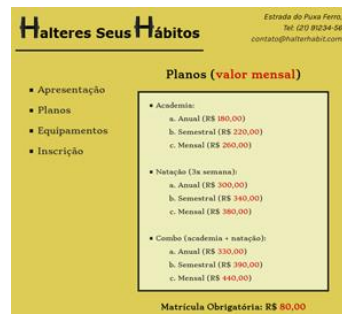 Halteres Seus Hábitos
Estrada do Puxa Ferro,
Tel: (21) 91234-56
contato@halterhabit.com
▪ Apresentação
▪ Planos
▪ Equipamentos
▪ Inscrição
Planos (valor mensal)
▪ Academia:
a. Anual (R$ 180,00)
b. Semestral (R$ 220,00)
c. Mensal (R$ 260,00)
▪ Natação (3x semana):
a. Anual (R$ 300,00)
b. Semestral (R$ 340,00)
c. Mensal (R$ 380,00)
▪ Combo (academia + natação):
a. Anual (R$ 330,00)
b. Semestral (R$ 390,00)
c. Mensal (R$ 440,00)
Matrícula Obrigatória: R$ 80,00